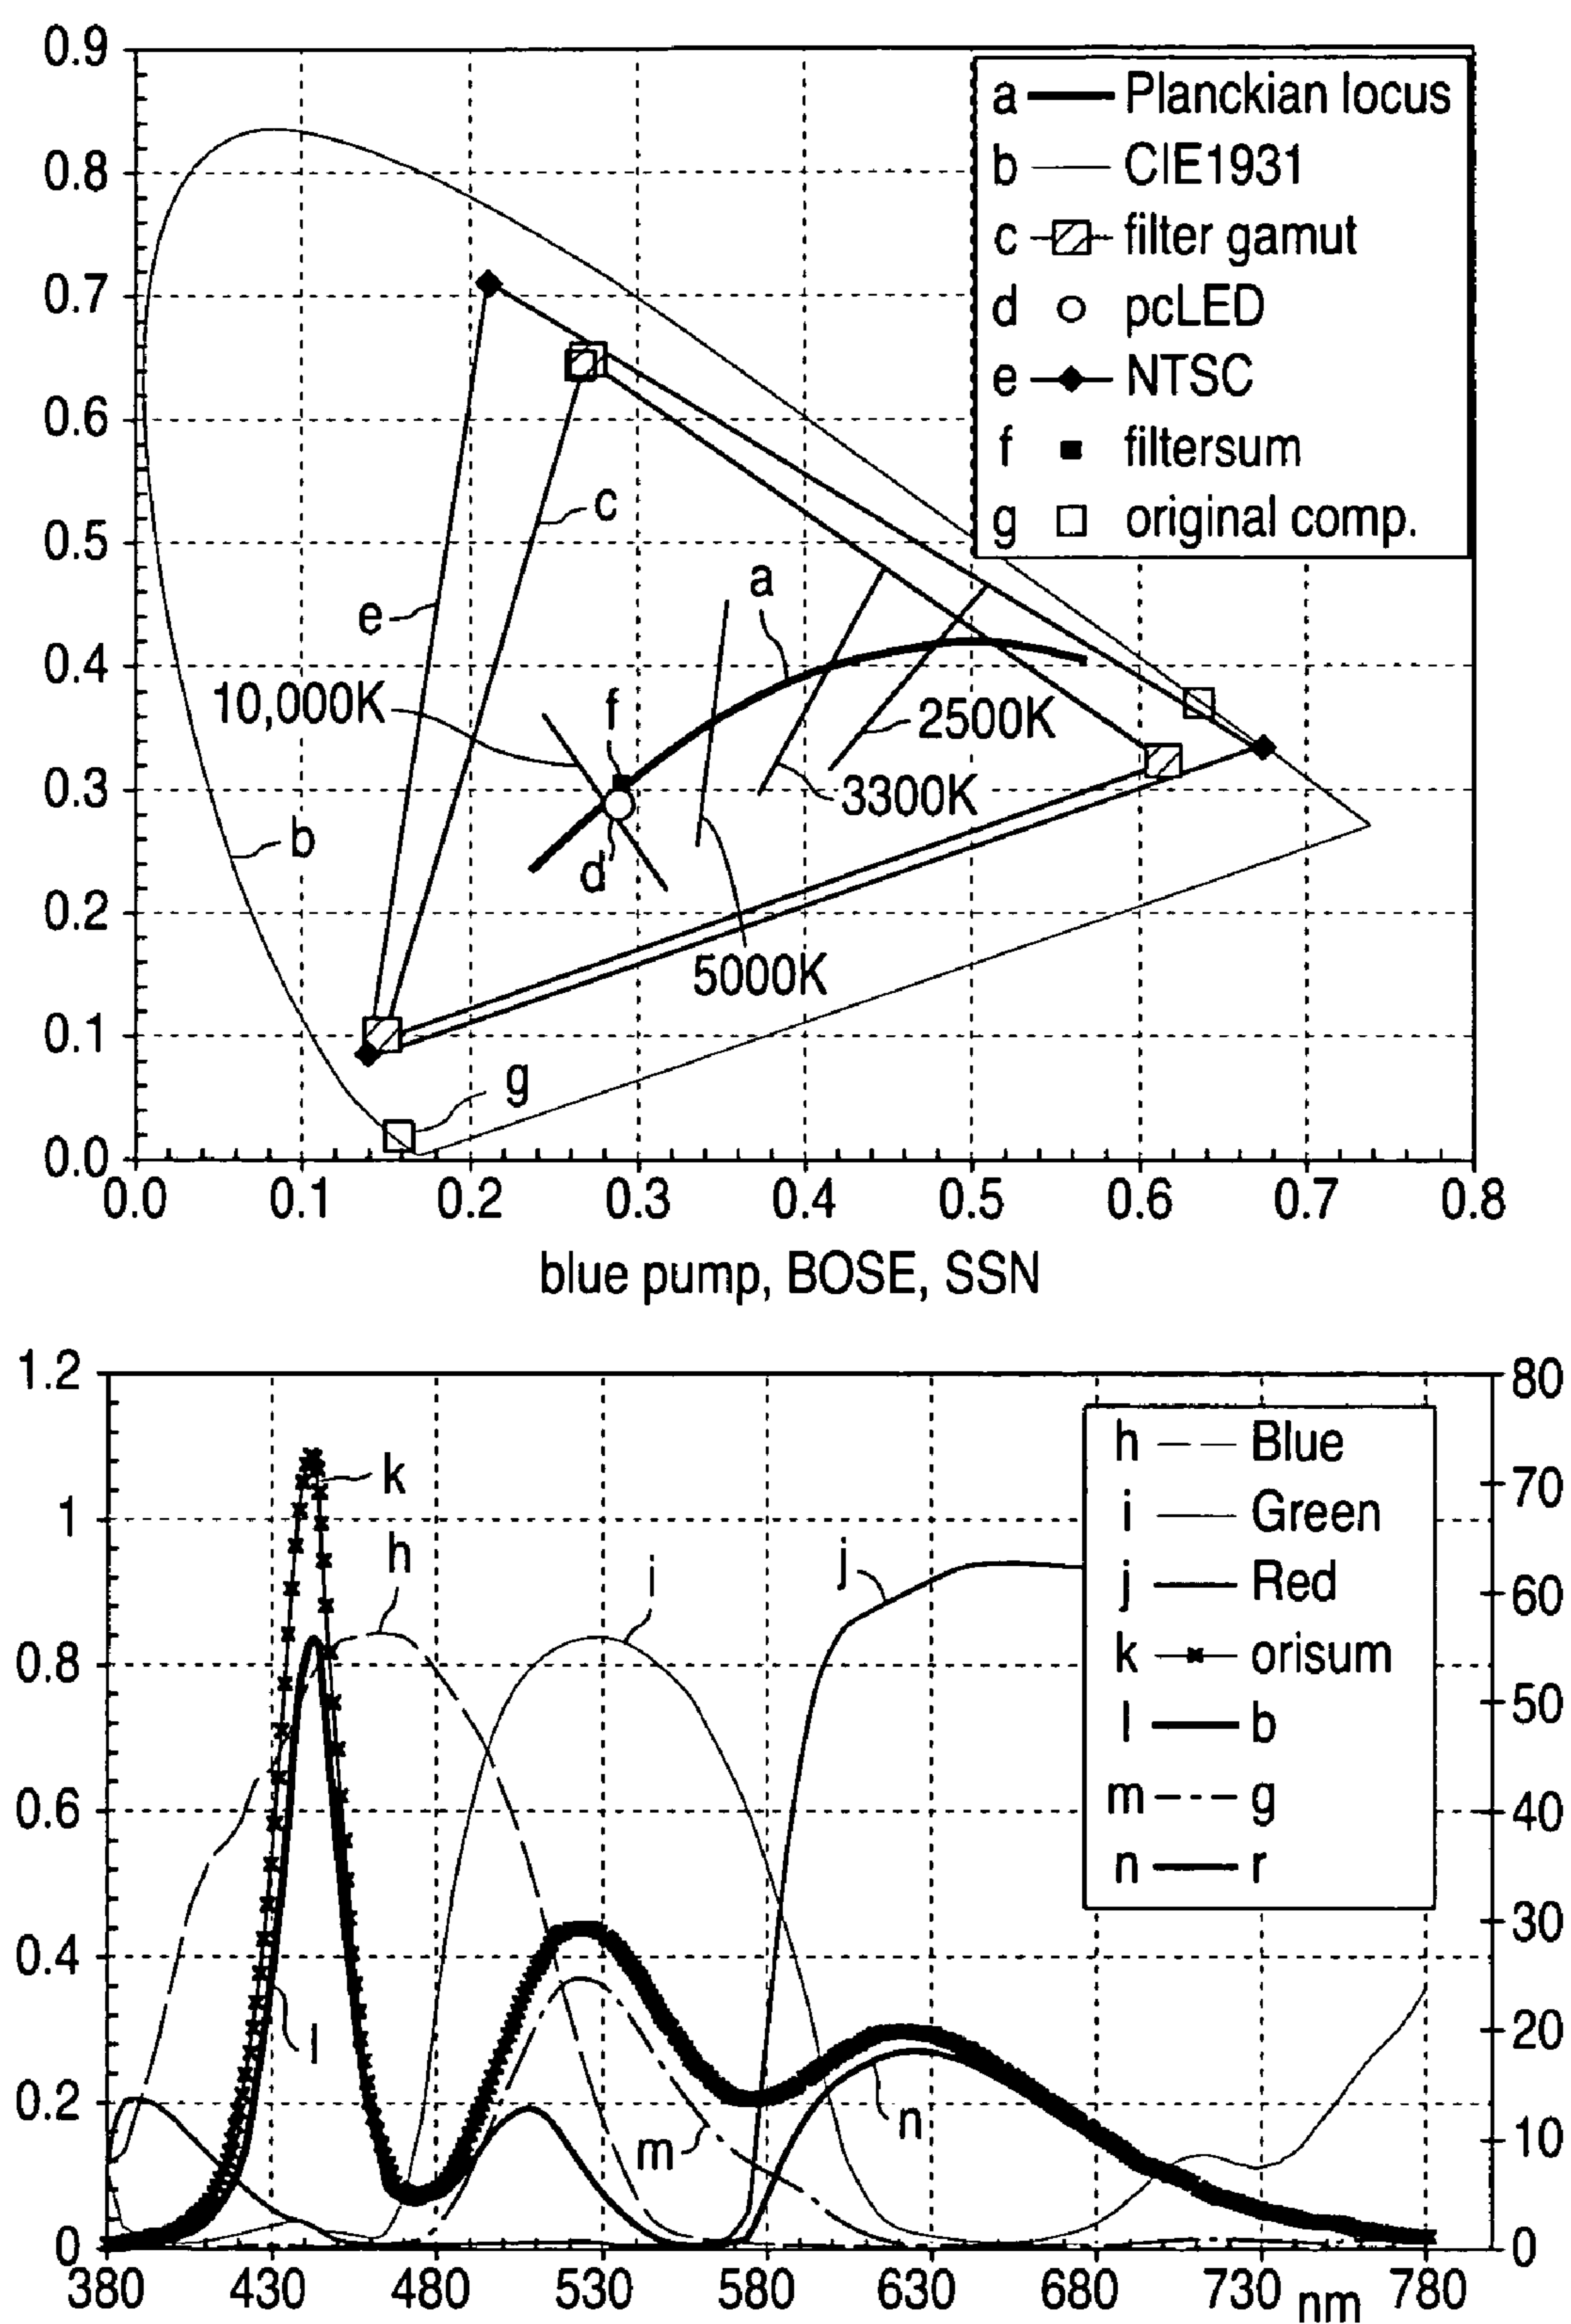 0.9
0.8
0.7
0.6
0.5
0.4
0.3
0.2
0.1
0.0
a Planckian locus
b CIE1931
c filter gamut
d pcLED
e NTSC
f filtersum
g original comp.
c
a
e
10,000K
f
2500K
3300K
b
d
5000K
g
0.0 0.1 0.2 0.3 0.4 0.5 0.6 0.7 0.8
blue pump, BOSE, SSN
1.2
1
0.8
0.6
0.4
0.2
0
80
70
60
50
40
30
20
10
0
h Blue
i Green
j Red
k orisum
l b
m g
n r
k
h
i
j
l
m
n
380 430 480 530 580 630 680 730 nm 780